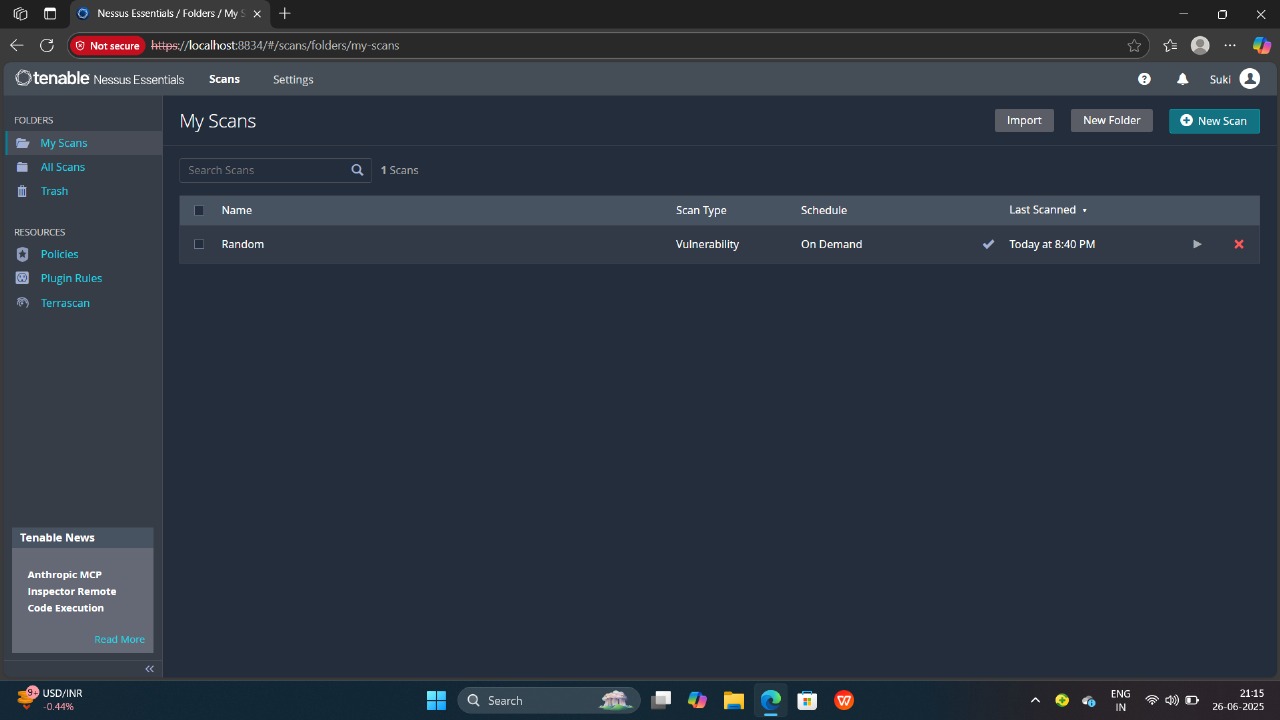 Nessus Essentials / Folders / My S
Not secure https://localhost:8834/#/scans/folders/my-scans
tenable Nessus Essentials Scans Settings Suki
FOLDERS
My Scans
All Scans
Trash
RESOURCES
Policies
Plugin Rules
Terrascan
My Scans Import New Folder New Scan
Search Scans 1 Scans
Name Scan Type Schedule Last Scanned
Random Vulnerability On Demand Today at 8:40 PM
Tenable News
Anthropic MCP
Inspector Remote
Code Execution
Read More
9+ USD/INR
-0.44%
Search
ENG
IN
21:15
26-06-2025